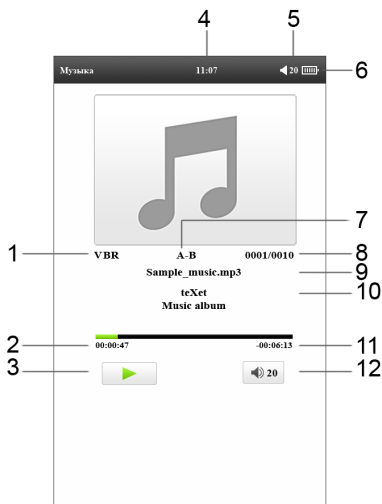 4 5
Музыка 11:07 20 6
7
1 VBR A-B 0001/0010 8
Sample_music.mp3 9
teXet 10
Music album
2 00:00:47 -00:06:13 11
3 20 12